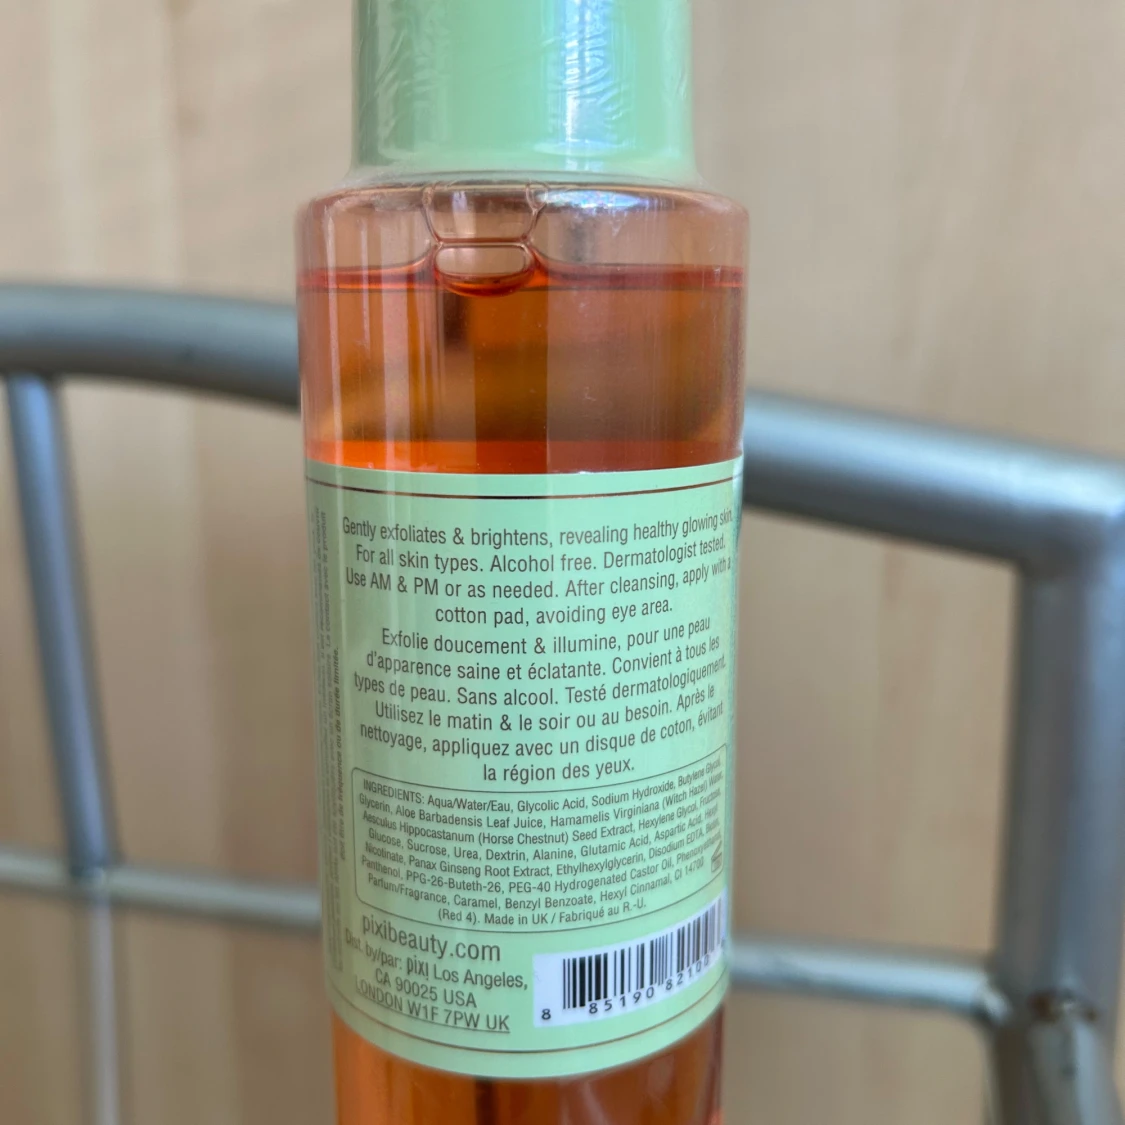 Gently exfoliates & brightens, revealing healthy glowing skin.
For all skin types. Alcohol free. Dermatologist tested.
Use AM & PM or as needed. After cleansing, apply with a
cotton pad, avoiding eye area.
Exfolie doucement & illumine, pour une peau
d'apparence saine et éclatante. Convient à tous les
types de peau. Sans alcool. Testé dermatologiquement.
Utilisez le matin & le soir ou au besoin. Après le
nettoyage, appliquez avec un disque de coton, évitant
la région des yeux.
INGREDIENTS: Aqua/Water/Eau, Glycolic Acid, Sodium Hydroxide, Butylene Glycol,
Glycerin, Aloe Barbadensis Leaf Juice, Hamamelis Virginiana (Witch Hazel) Water,
Aesculus Hippocastanum (Horse Chestnut) Seed Extract, Hexylene Glycol, Fructose,
Glucose, Sucrose, Urea, Dextrin, Alanine, Glutamic Acid, Aspartic Acid, Hexyl
Nicotinate, Panax Ginseng Root Extract, Ethylhexylglycerin, Disodium EDTA, Biotin,
Panthenol, PPG-26-Buteth-26, PEG-40 Hydrogenated Castor Oil, Phenoxyethanol,
Parfum/Fragrance, Caramel, Benzyl Benzoate, Hexyl Cinnamal, CI 14700
(Red 4). Made in UK / Fabriqué au R.-U.
pixibeauty.com
Dist. by/par: pixi Los Angeles,
CA 90025 USA
LONDON W1F 7PW UK
8 85190 82100